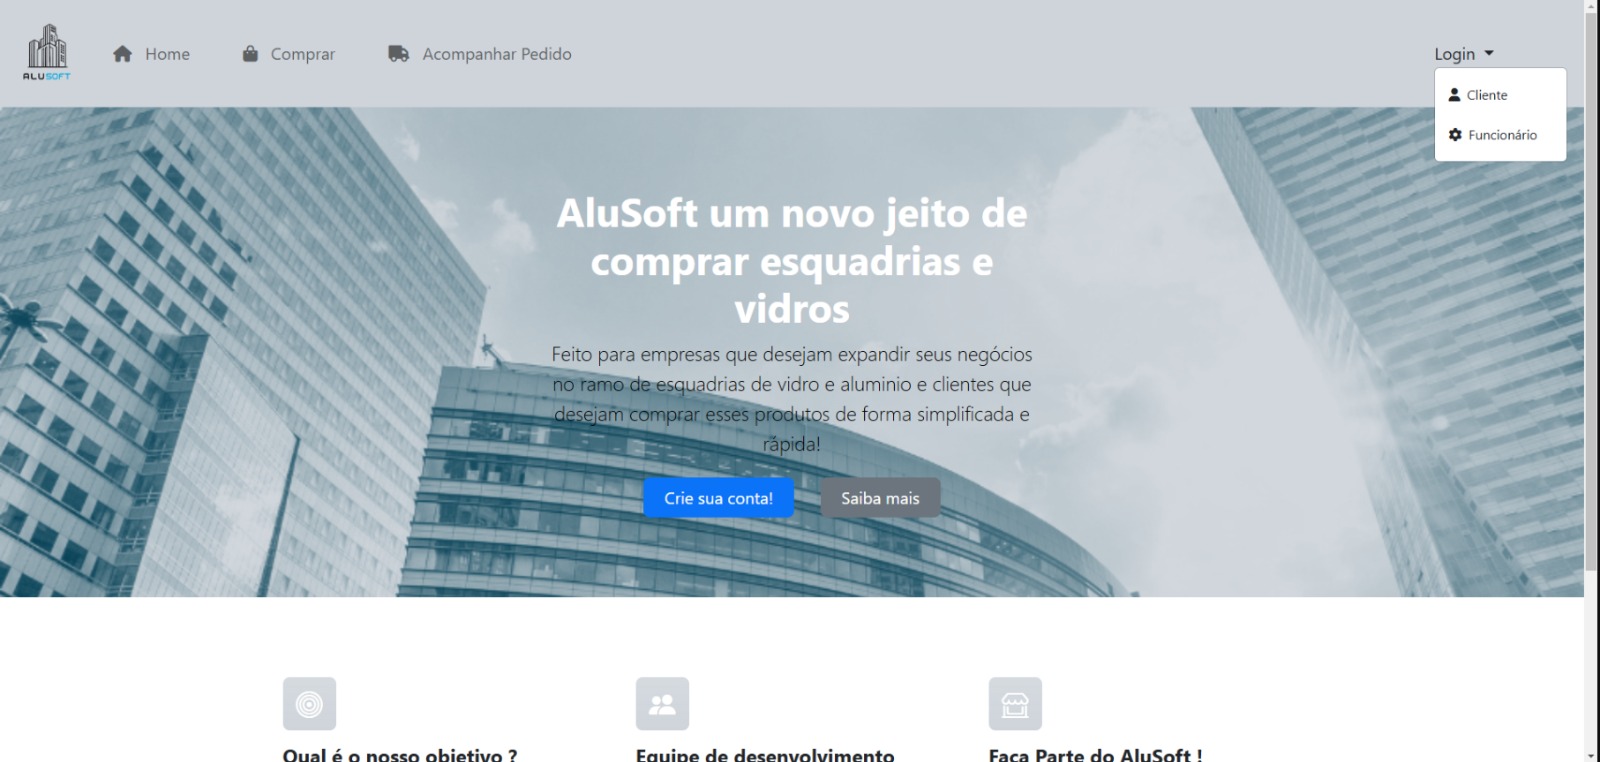 ALUSOFT
Home
Comprar
Acompanhar Pedido
Login
Cliente
Funcionário
AluSoft um novo jeito de
comprar esquadrias e
vidros
Feito para empresas que desejam expandir seus negócios
no ramo de esquadrias de vidro e aluminio e clientes que
desejam comprar esses produtos de forma simplificada e
rápida!
Crie sua conta!
Saiba mais
Qual é o nosso objetivo ?
Equipe de desenvolvimento
Faça Parte do AluSoft !